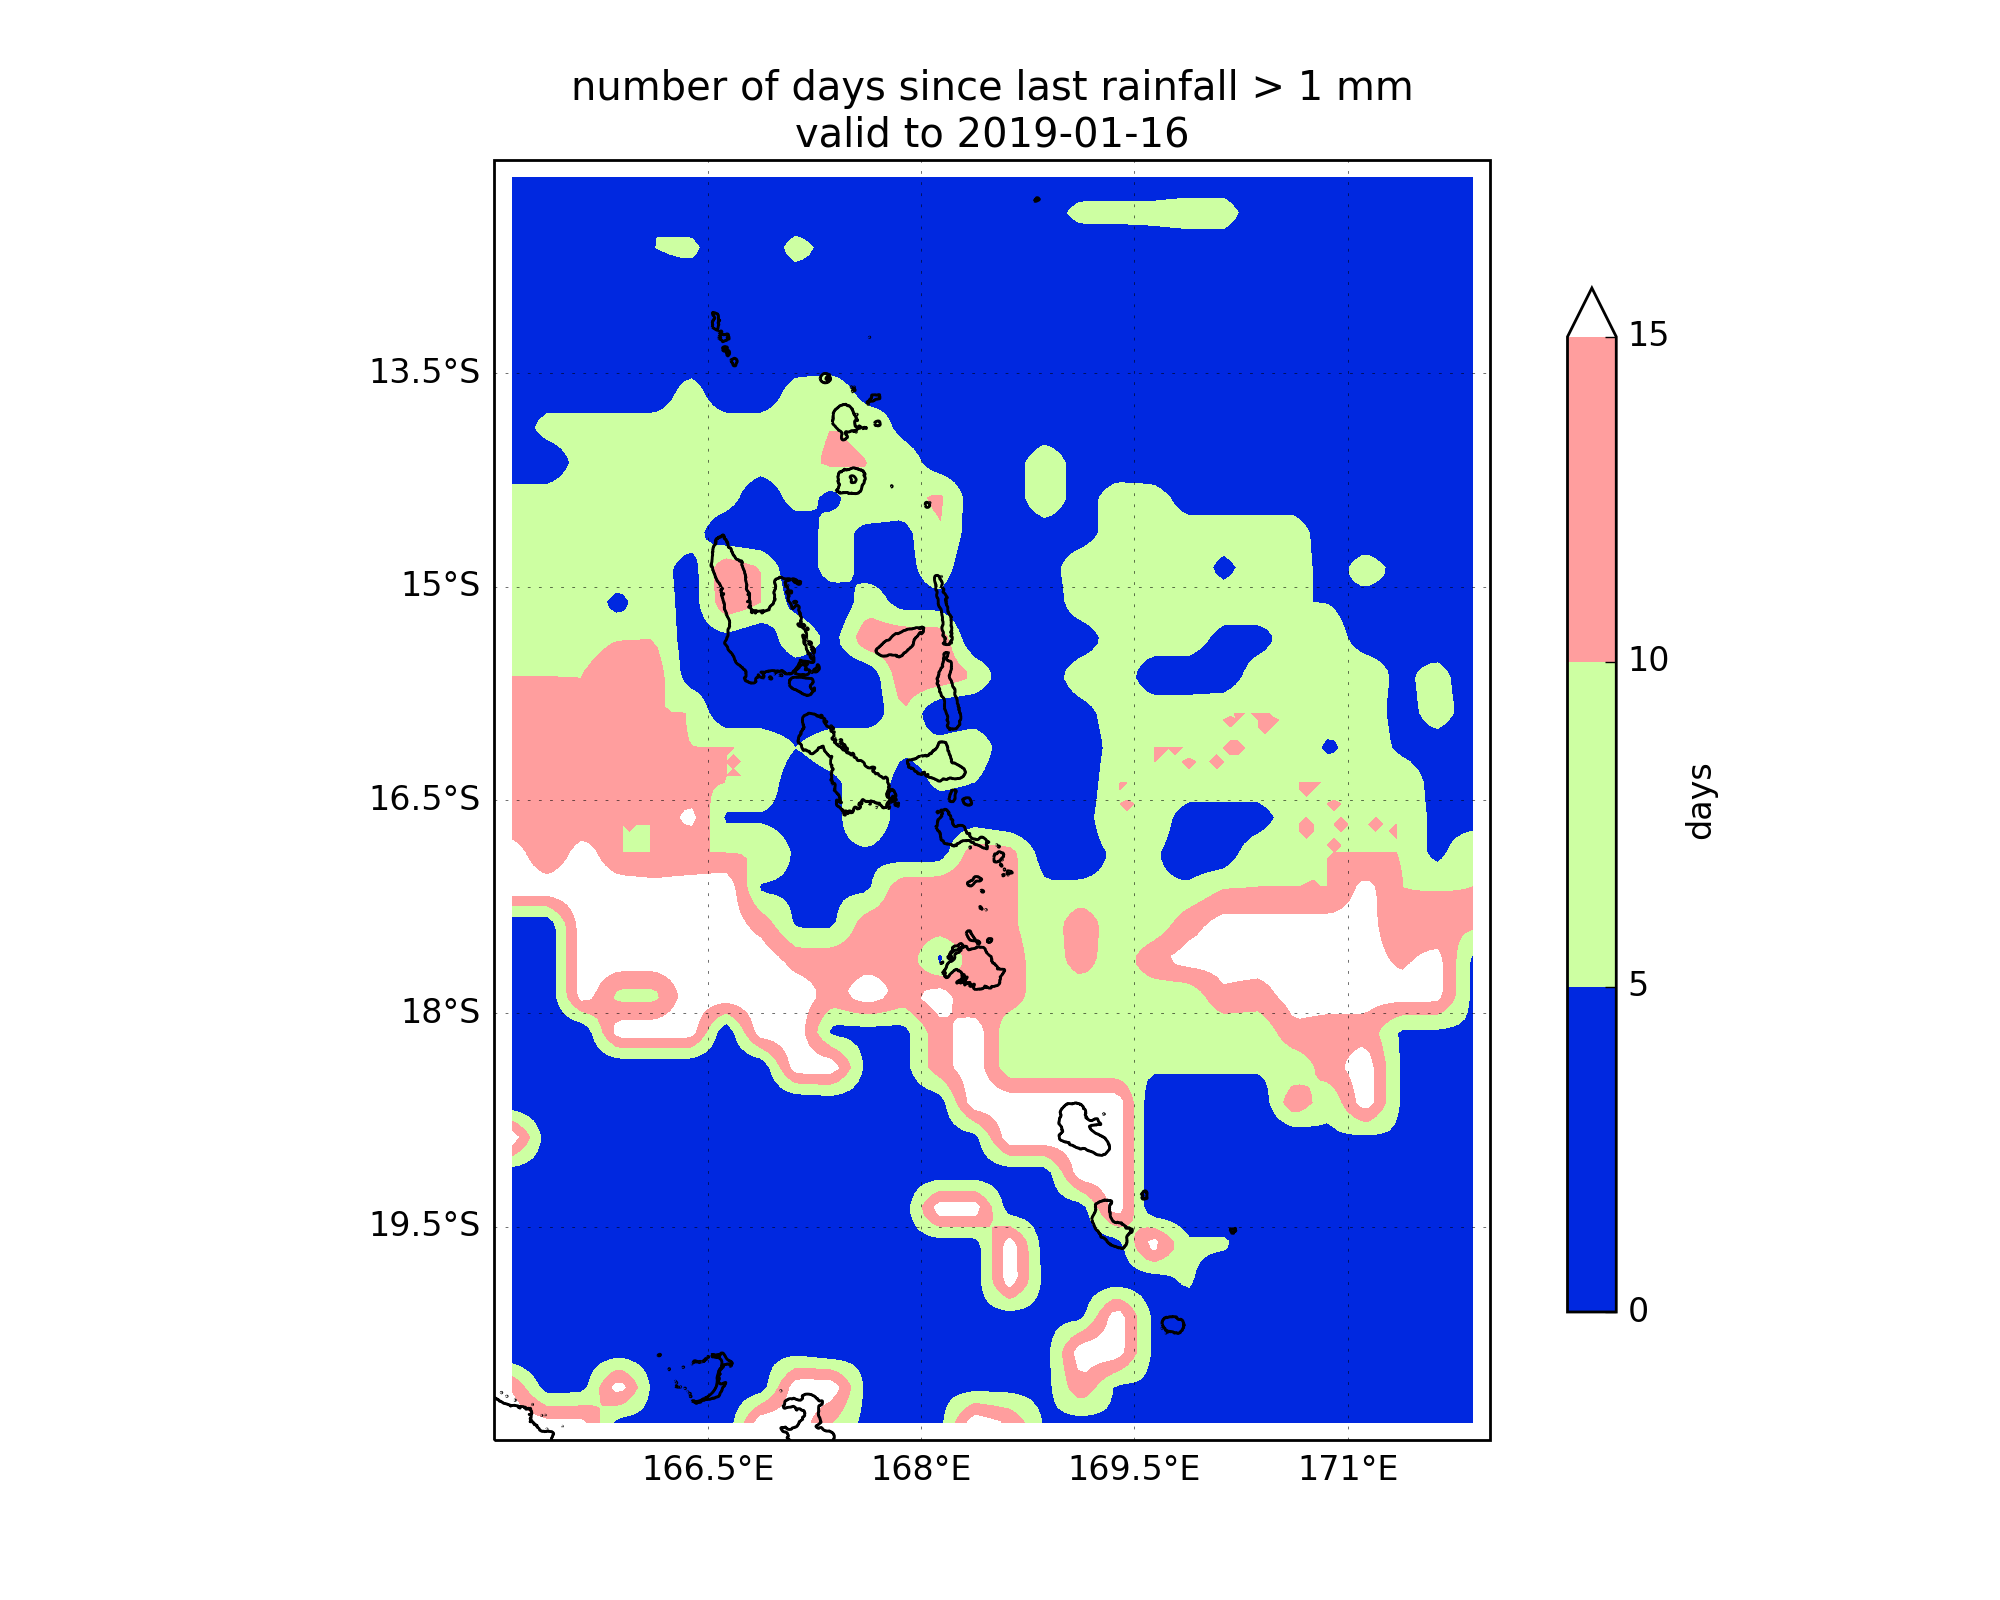 number of days since last rainfall > 1 mm
valid to 2019-01-16
13.5°S
15°S
16.5°S
18°S
19.5°S
166.5°E 168°E 169.5°E 171°E
15
10
5
0
days